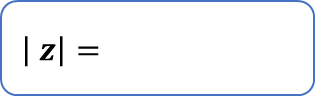 | z| =